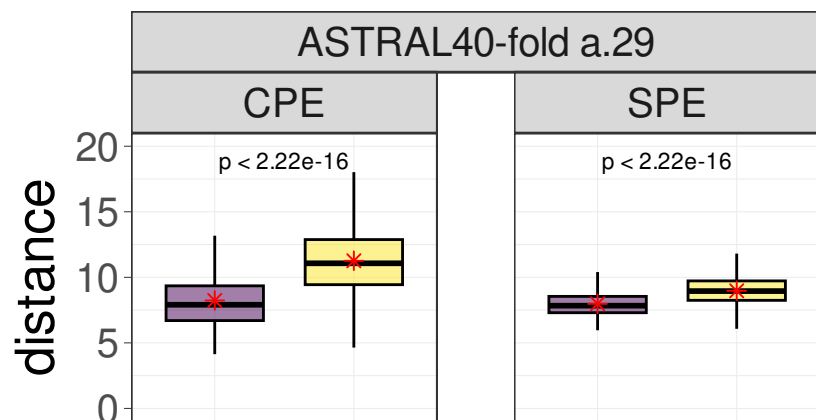 ASTRAL40-fold a.29
CPE
SPE
p < 2.22e-16
p < 2.22e-16
distance
20
15
10
5
0